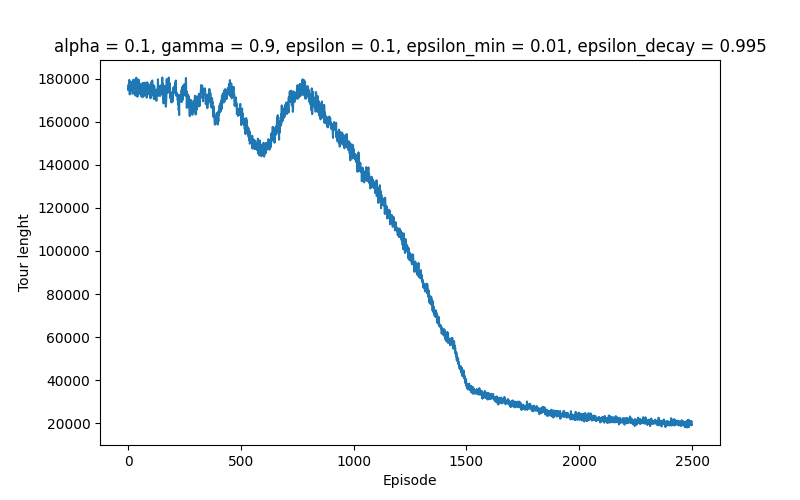 alpha = 0.1, gamma = 0.9, epsilon = 0.1, epsilon_min = 0.01, epsilon_decay = 0.995
180000
160000
140000
120000
100000
80000
60000
40000
20000
Tour lenght
0 500 1000 1500 2000 2500
Episode